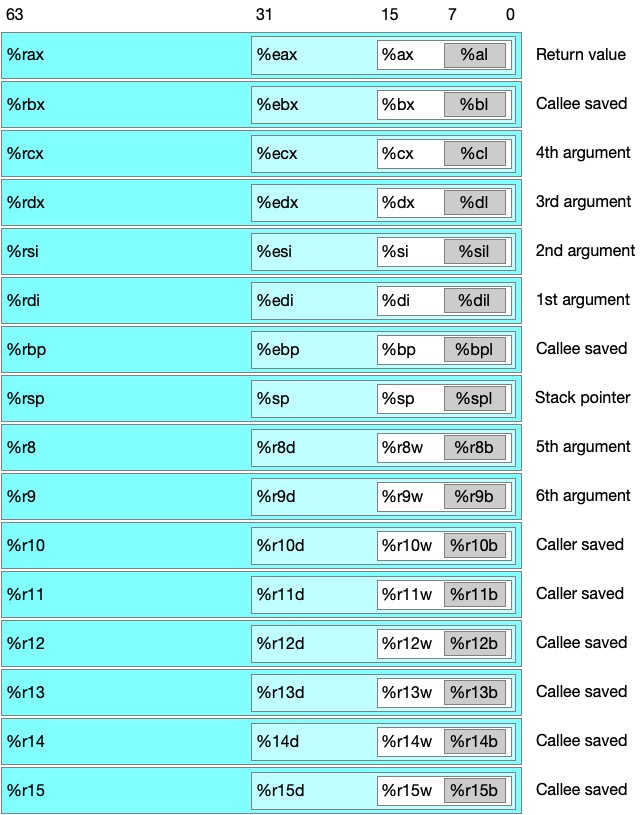 63 31 15 7 0
%rax %eax %ax %al Return value
%rbx %ebx %bx %bl Callee saved
%rcx %ecx %cx %cl 4th argument
%rdx %edx %dx %dl 3rd argument
%rsi %esi %si %sil 2nd argument
%rdi %edi %di %dil 1st argument
%rbp %ebp %bp %bpl Callee saved
%rsp %sp %sp %spl Stack pointer
%r8 %r8d %r8w %r8b 5th argument
%r9 %r9d %r9w %r9b 6th argument
%r10 %r10d %r10w %r10b Caller saved
%r11 %r11d %r11w %r11b Caller saved
%r12 %r12d %r12w %r12b Callee saved
%r13 %r13d %r13w %r13b Callee saved
%r14 %14d %r14w %r14b Callee saved
%r15 %r15d %r15w %r15b Callee saved